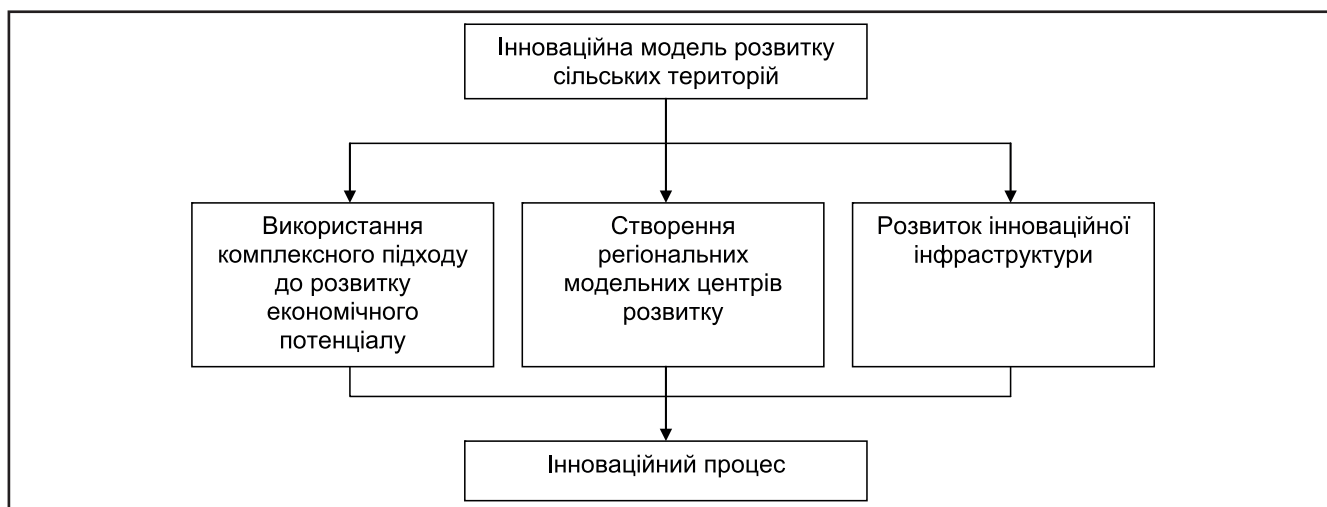 Інноваційна модель розвитку
сільських територій
Використання
комплексного підходу
до розвитку
економічного
потенціалу
Створення
регіональних
модельних центрів
розвитку
Розвиток інноваційної
інфраструктури
Інноваційний процес